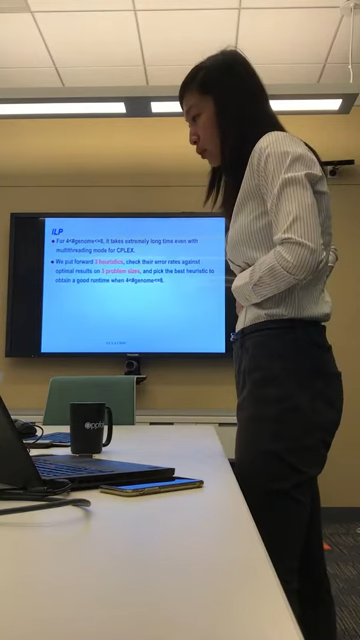 ILP
• For 4<#genome<=8, it takes extremely long time even with
multithreading mode for CPLEX.
• We put forward 3 heuristics, check their error rates against
optimal results on 3 problem sizes, and pick the best heuristic to
obtain a good runtime when 4<#genome<=8.